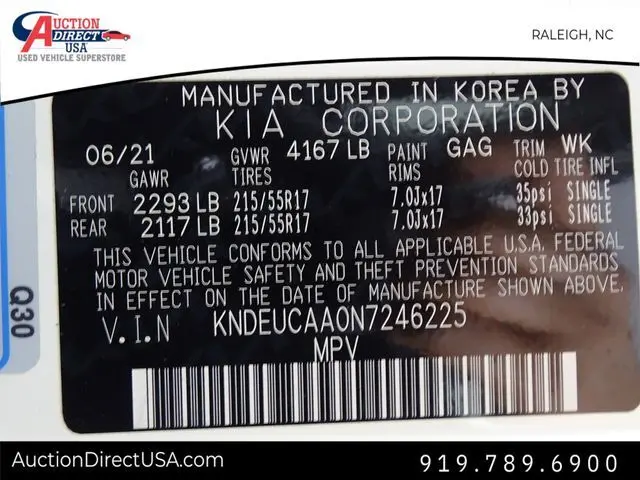 AUCTION
DIRECT
USA
USED VEHICLE SUPERSTORE
RALEIGH, NC
MANUFACTURED IN KOREA BY
KIA CORPORATION
06/21 GVWR 4167 LB PAINT GAG TRIM WK
GAWR TIRES RIMS COLD TIRE INFL
FRONT 2293 LB 215/55R17 7.0J×17 35psi SINGLE
REAR 2117 LB 215/55R17 7.0J×17 33psi SINGLE
THIS VEHICLE CONFORMS TO ALL APPLICABLE U.S.A. FEDERAL
MOTOR VEHICLE SAFETY AND THEFT PREVENTION STANDARDS
IN EFFECT ON THE DATE OF MANUFACTURE SHOWN ABOVE.
V.I.N KNDEUCAA0N7246225
MPV
Q30
AuctionDirectUSA.com
919.789.6900